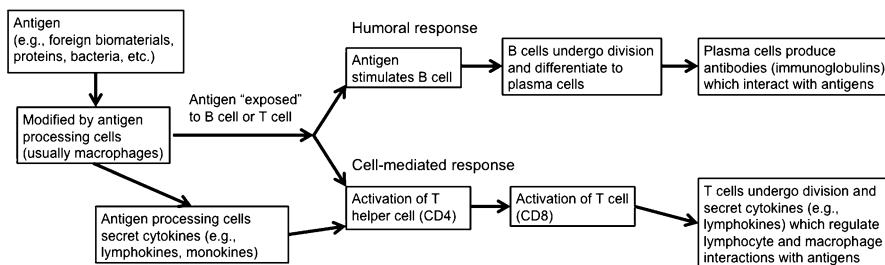 Antigen
(e.g., foreign biomaterials,
proteins, bacteria, etc.)
Modified by antigen
processing cells
(usually macrophages)
Antigen processing cells
secret cytokines (e.g.,
lymphokines, monokines)
Antigen “exposed”
to B cell or T cell
Humoral response
Antigen
stimulates B cell
B cells undergo division
and differentiate to
plasma cells
Plasma cells produce
antibodies (immunoglobulins)
which interact with antigens
Cell-mediated response
Activation of T
helper cell (CD4)
Activation of T cell
(CD8)
T cells undergo division and
secret cytokines (e.g.,
lymphokines) which regulate
lymphocyte and macrophage
interactions with antigens